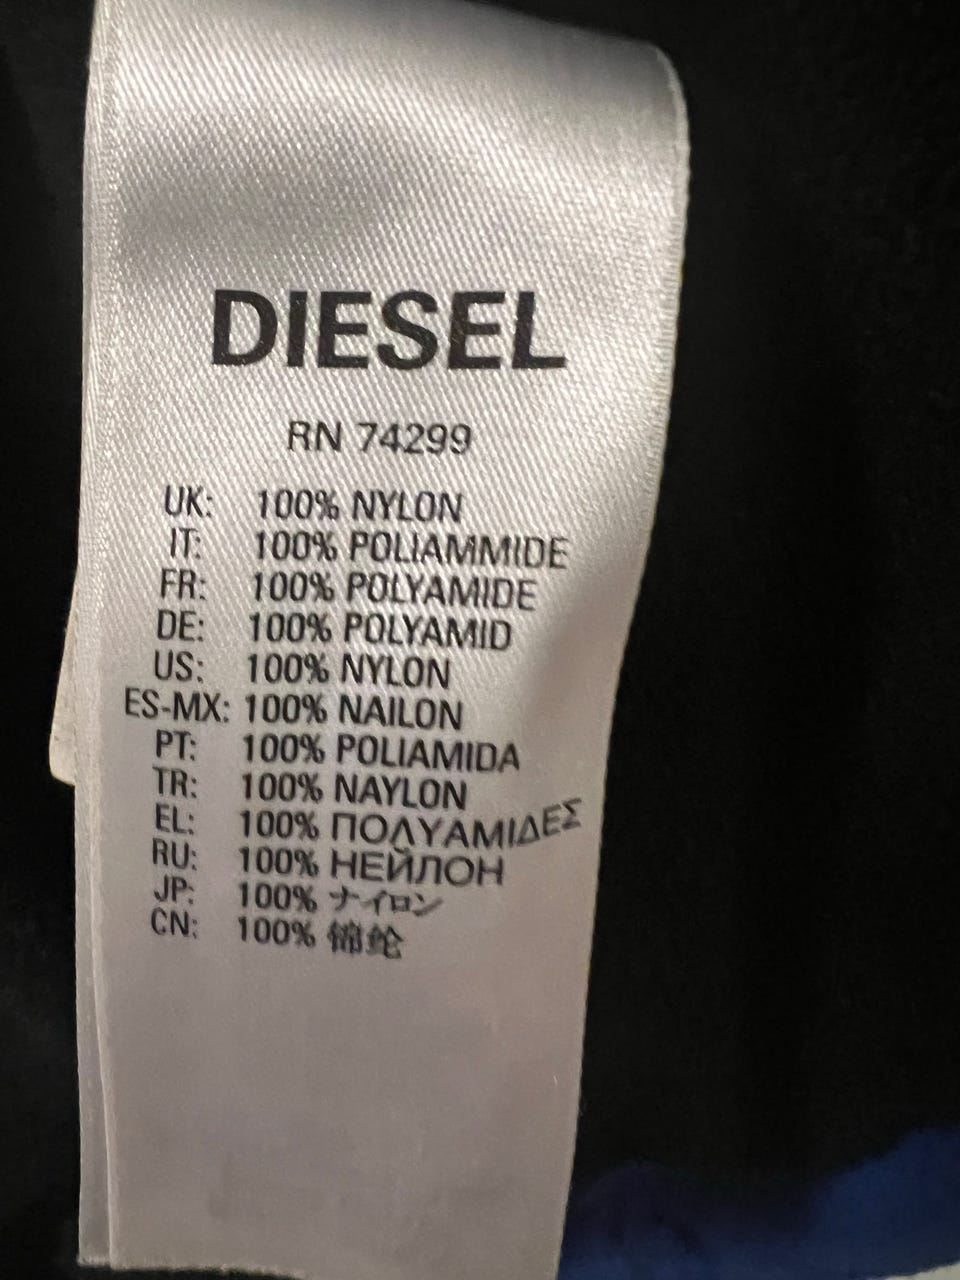 DIESEL
RN 74299
UK: 100% NYLON
IT: 100% POLIAMMIDE
FR: 100% POLYAMIDE
DE: 100% POLYAMID
US: 100% NYLON
ES-MX: 100% NAILON
PT: 100% POLIAMIDA
TR: 100% NAYLON
EL: 100% ΠΟΛΥΑΜΙΔΕΣ
RU: 100% НЕЙЛОН
JP: 100% ナイロン
CN: 100% 锦纶